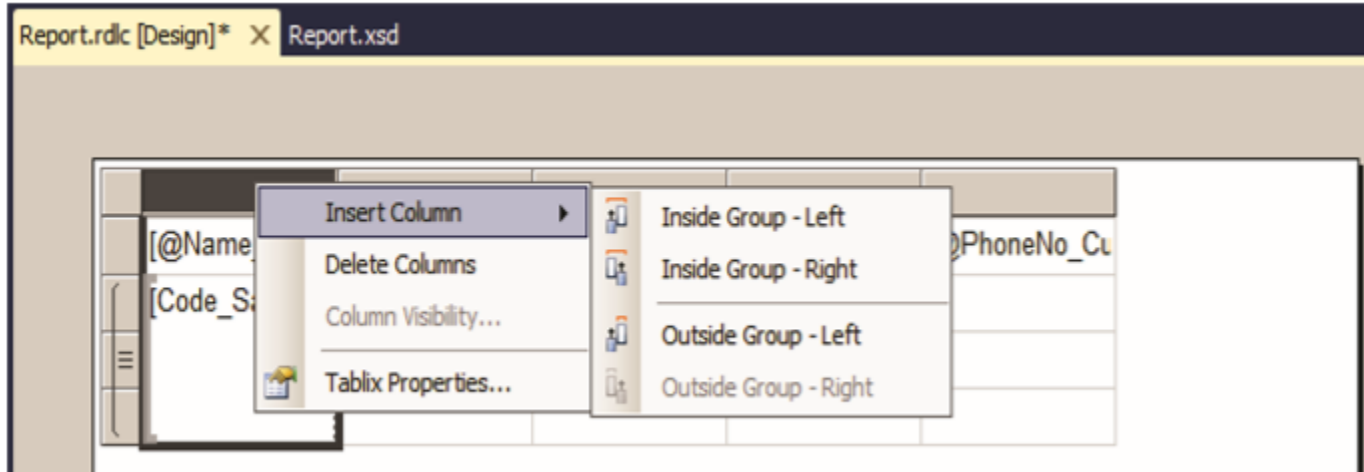 Report.rdlc [Design]* X Report.xsd
Insert Column
Inside Group - Left
[@Name_
Delete Columns
Inside Group - Right
@PhoneNo_Cu
[Code_Sa
Column Visibility...
Outside Group - Left
Tablix Properties...
Outside Group - Right